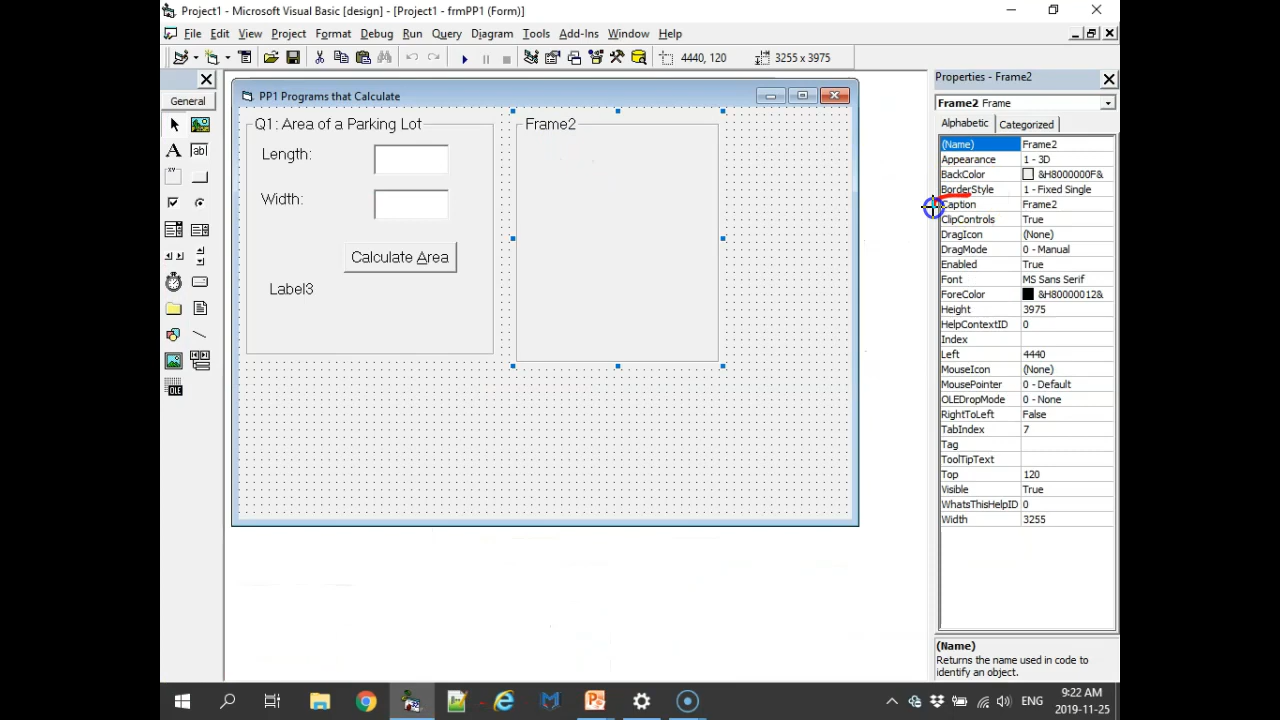 Project1 - Microsoft Visual Basic [design] - [Project1 - frmPP1 (Form)]
File Edit View Project Format Debug Run Query Diagram Tools Add-Ins Window Help
4440, 120 3255 x 3975
General
PP1 Programs that Calculate
Q1: Area of a Parking Lot
Length:
Width:
Calculate Area
Label3
Frame2
Properties - Frame2
Frame2 Frame
Alphabetic Categorized
(Name) Frame2
Appearance 1 - 3D
BackColor &H8000000F&
BorderStyle 1 - Fixed Single
Caption Frame2
ClipControls True
DragIcon (None)
DragMode 0 - Manual
Enabled True
Font MS Sans Serif
ForeColor &H80000012&
Height 3975
HelpContextID 0
Index
Left 4440
MouseIcon (None)
MousePointer 0 - Default
OLEDropMode 0 - None
RightToLeft False
TabIndex 7
Tag
ToolTipText
Top 120
Visible True
WhatsThisHelpID 0
Width 3255
(Name)
Returns the name used in code to
identify an object.
ENG
9:22 AM
2019-11-25